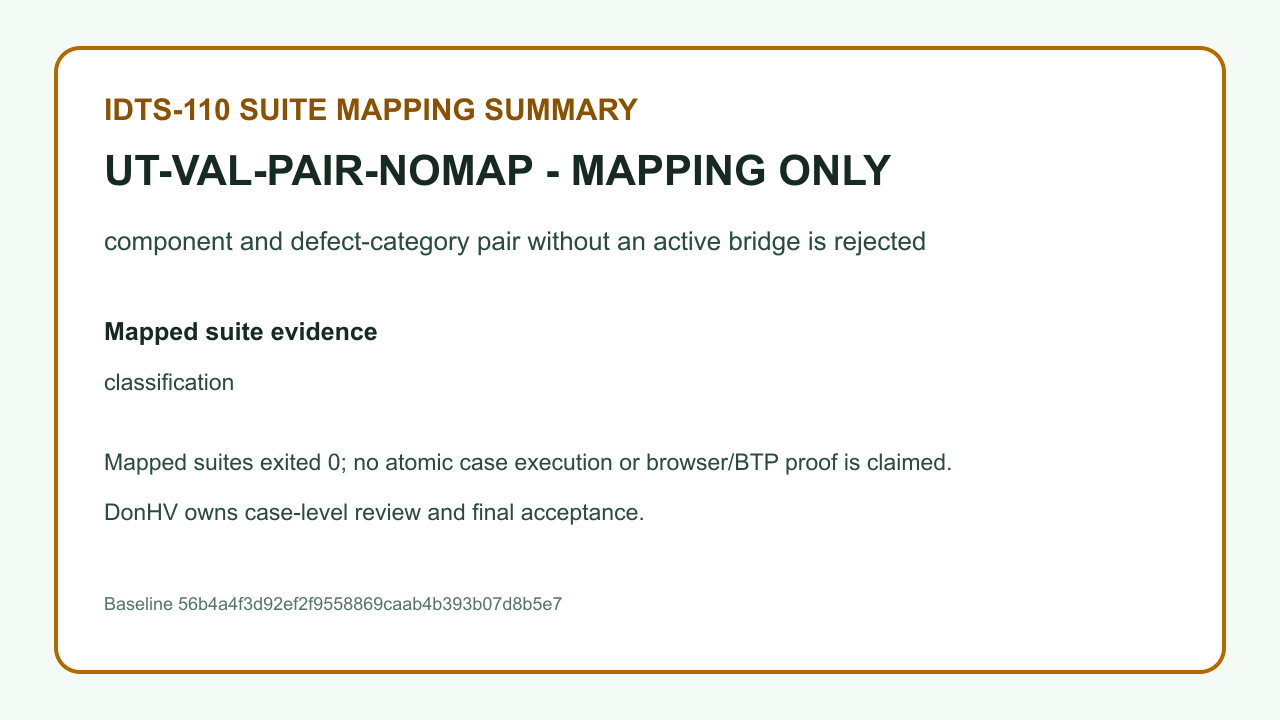 IDTS-110 SUITE MAPPING SUMMARY
UT-VAL-PAIR-NOMAP - MAPPING ONLY
component and defect-category pair without an active bridge is rejected
Mapped suite evidence
classification
Mapped suites exited 0; no atomic case execution or browser/BTP proof is claimed.
DonHV owns case-level review and final acceptance.
Baseline 56b4a4f3d92ef2f9558869caab4b393b07d8b5e7